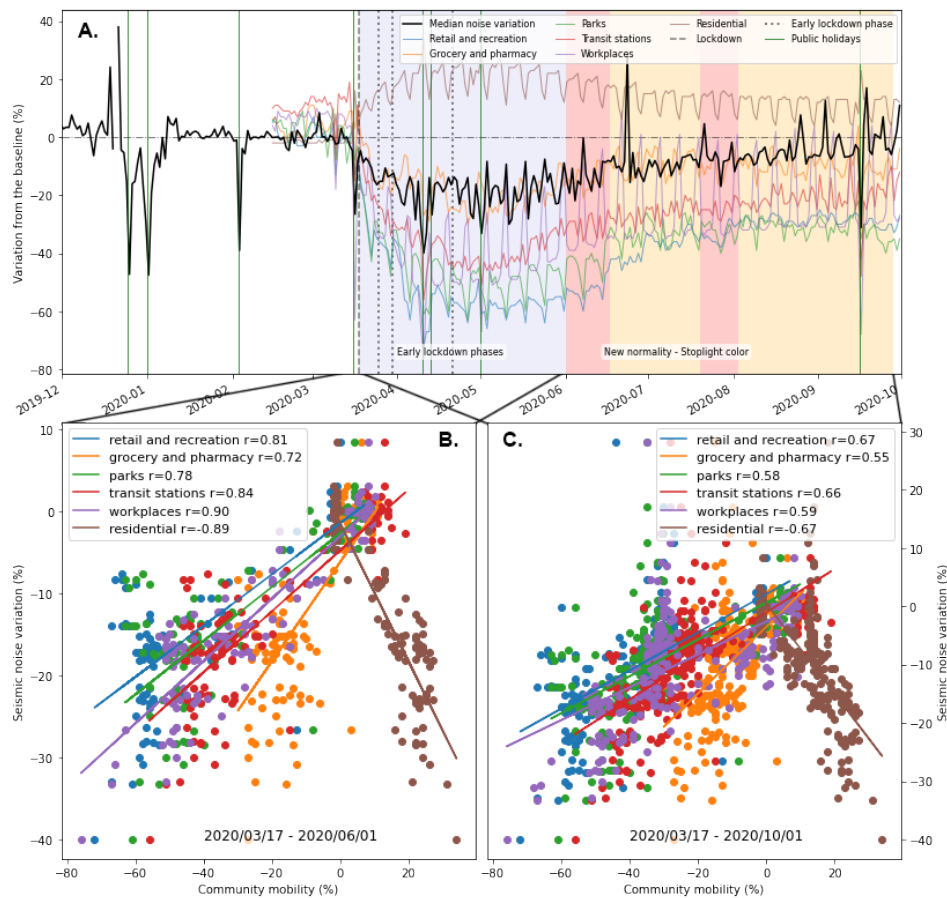 A.
Median noise variation
Retail and recreation
Grocery and pharmacy
Parks
Transit stations
Workplaces
Residential
Lockdown
Early lockdown phase
Public holidays
Variation from the baseline (%)
40
20
0
−20
−40
−60
−80
Early lockdown phases
New normality - Stoplight color
2019-12
2020-01
2020-02
2020-03
2020-04
2020-05
2020-06
2020-07
2020-08
2020-09
2020-10
B.
retail and recreation r=0.81
grocery and pharmacy r=0.72
parks r=0.78
transit stations r=0.84
workplaces r=0.90
residential r=-0.89
Seismic noise variation (%)
10
0
−10
−20
−30
−40
2020/03/17 - 2020/06/01
−80
−60
−40
−20
0
20
Community mobility (%)
C.
retail and recreation r=0.67
grocery and pharmacy r=0.55
parks r=0.58
transit stations r=0.66
workplaces r=0.59
residential r=-0.67
Seismic noise variation (%)
30
20
10
0
−10
−20
−30
−40
2020/03/17 - 2020/10/01
−80
−60
−40
−20
0
20
Community mobility (%)